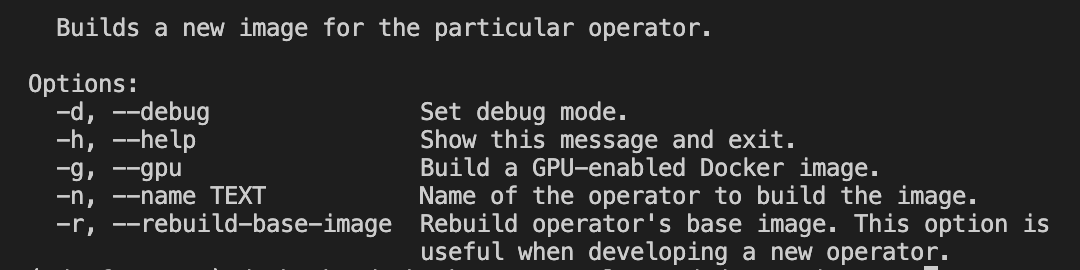 Builds a new image for the particular operator.
Options:
-d, --debug Set debug mode.
-h, --help Show this message and exit.
-g, --gpu Build a GPU-enabled Docker image.
-n, --name TEXT Name of the operator to build the image.
-r, --rebuild-base-image Rebuild operator's base image. This option is
useful when developing a new operator.